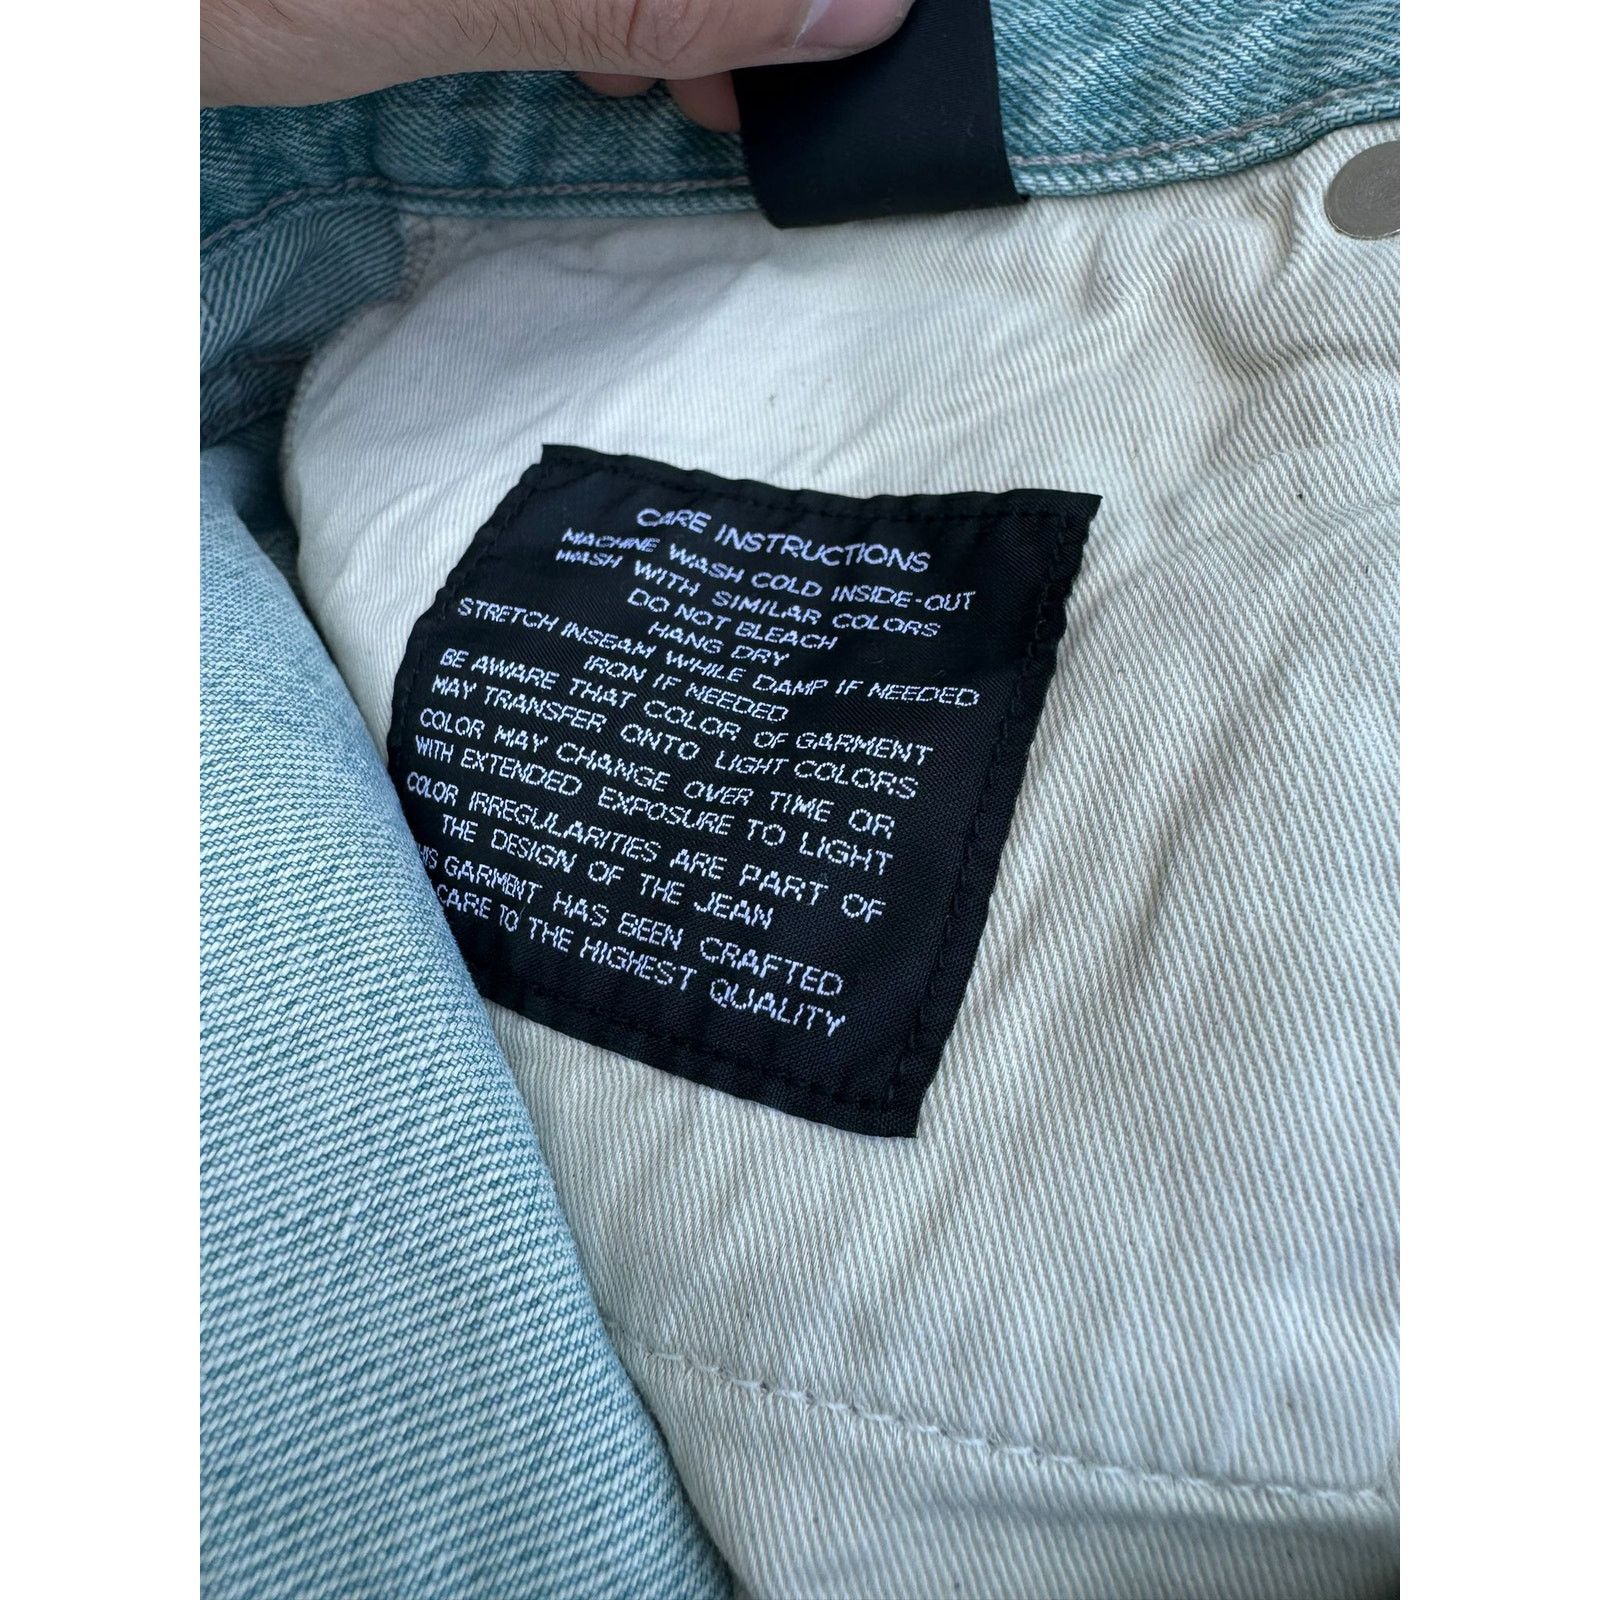 CARE INSTRUCTIONS
MACHINE WASH COLD INSIDE-OUT
WASH WITH SIMILAR COLORS
DO NOT BLEACH
HANG DRY
STRETCH INSEAM WHILE DAMP IF NEEDED
IRON IF NEEDED
BE AWARE THAT COLOR OF GARMENT
MAY TRANSFER ONTO LIGHT COLORS
COLOR MAY CHANGE OVER TIME OR
WITH EXTENDED EXPOSURE TO LIGHT
COLOR IRREGULARITIES ARE PART OF
THE DESIGN OF THE JEAN
GARMENT HAS BEEN CRAFTED
CARE TO THE HIGHEST QUALITY